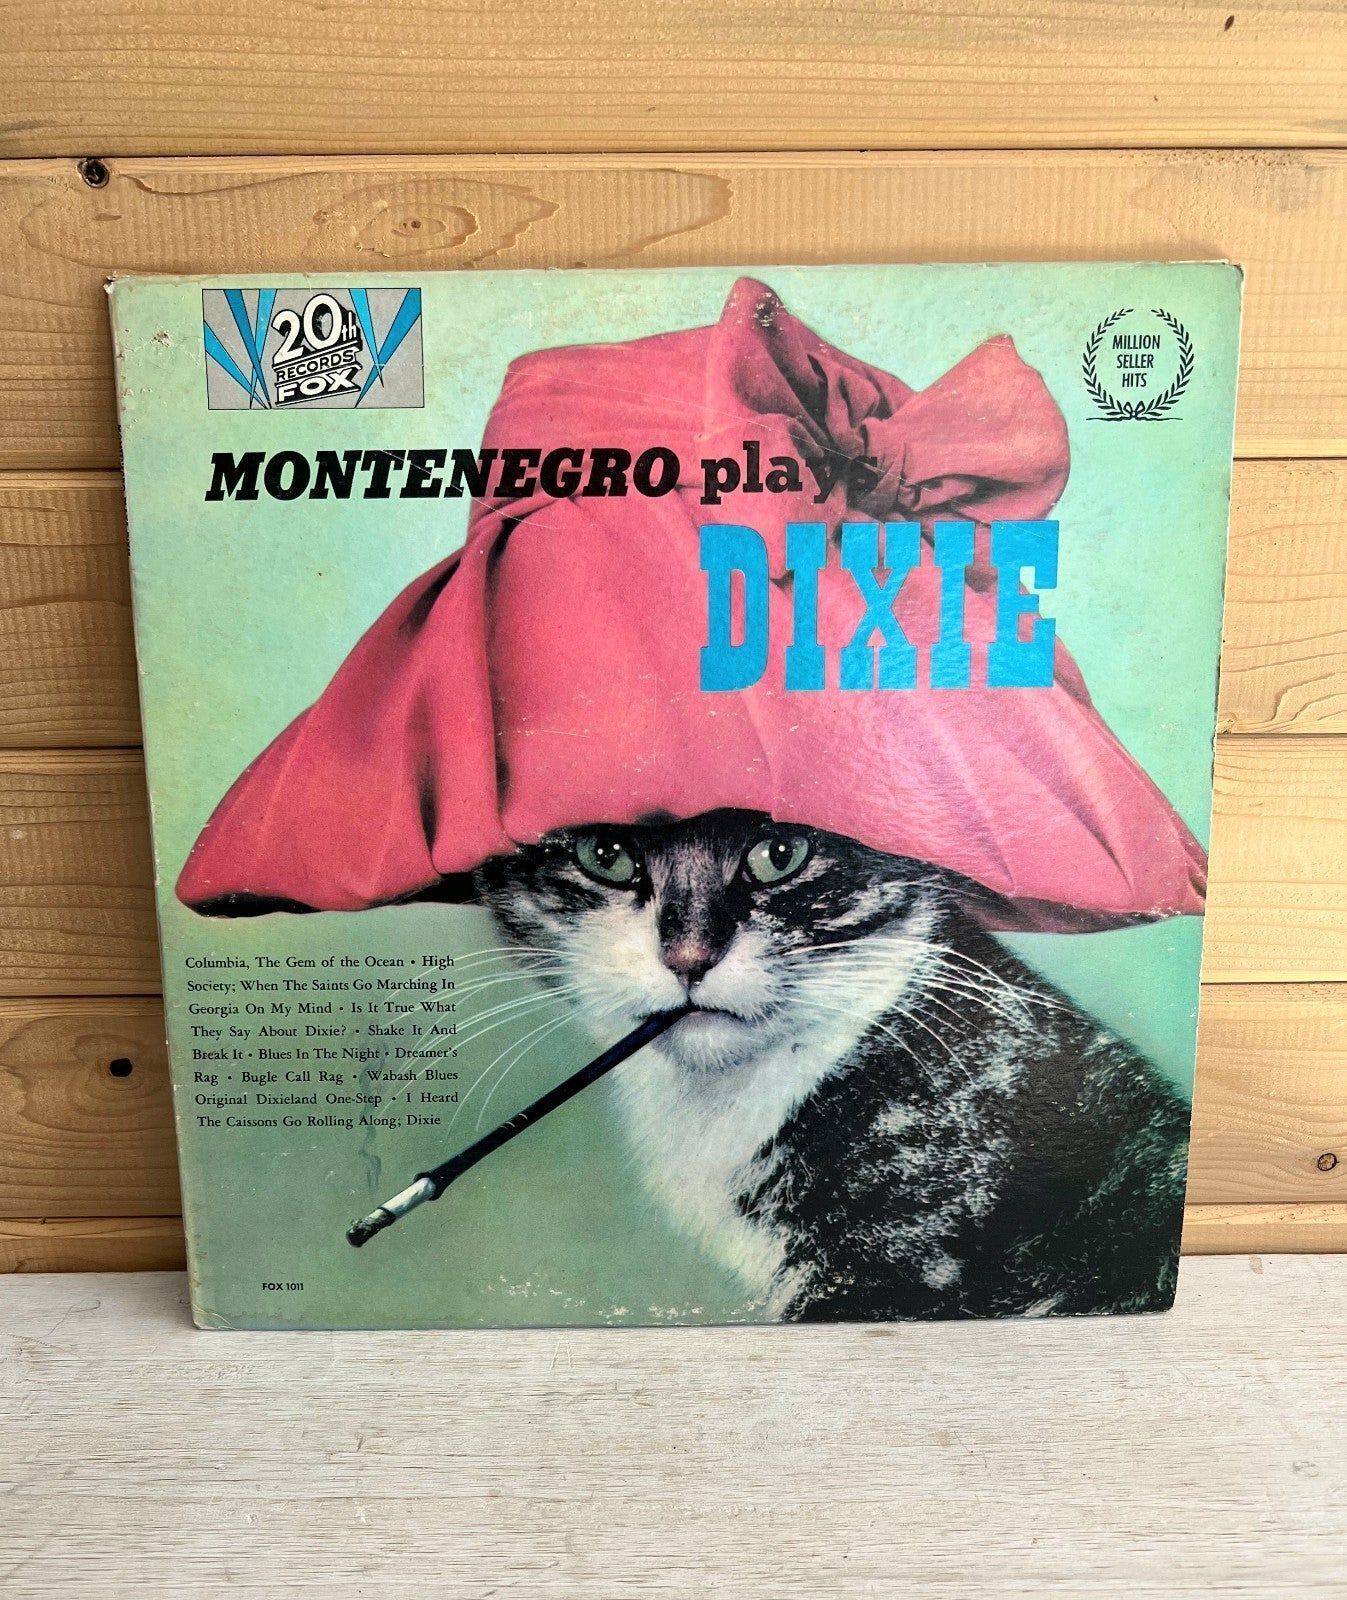 20th
RECORDS
FOX
MILLION
SELLER
HITS
MONTENEGRO plays
DIXIE
Columbia, The Gem of the Ocean • High
Society; When The Saints Go Marching In
Georgia On My Mind • Is It True What
They Say About Dixie? • Shake It And
Break It • Blues In The Night • Dreamer's
Rag • Bugle Call Rag • Wabash Blues
Original Dixieland One-Step • I Heard
The Caissons Go Rolling Along; Dixie
FOX 1011